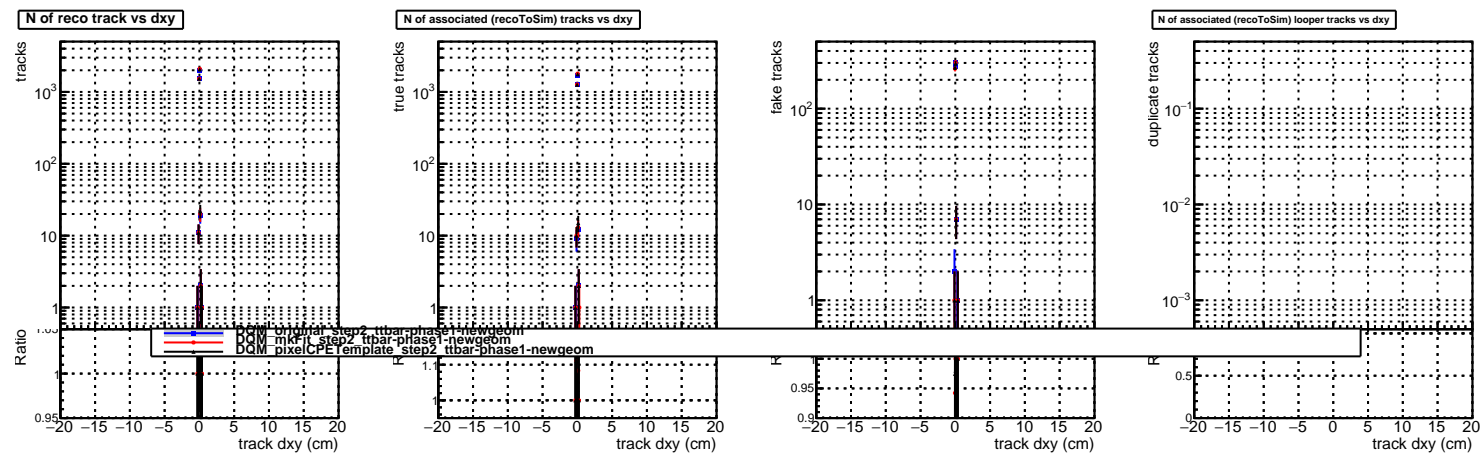 N of reco track vs dxy
N of associated (recoToSim) tracks vs dxy
N of associated (recoToSim) looper tracks vs dxy
tracks
10³
10²
10
1
true tracks
10³
10²
10
1
fake tracks
10²
10
1
duplicate tracks
10⁻¹
10⁻²
10⁻³
DQM_original_step2_ttbar-phase1-newgeom
DQM_mkFit_step2_ttbar-phase1-newgeom
DQM_pixelCPETemplate_step2_ttbar-phase1-newgeom
Ratio
1
0.95
1.1
1
0.95
0.9
0.5
0
−20 −15 −10 −5 0 5 10 15 20
track dxy (cm)
−20 −15 −10 −5 0 5 10 15 20
track dxy (cm)
−20 −15 −10 −5 0 5 10 15 20
track dxy (cm)
−20 −15 −10 −5 0 5 10 15 20
track dxy (cm)